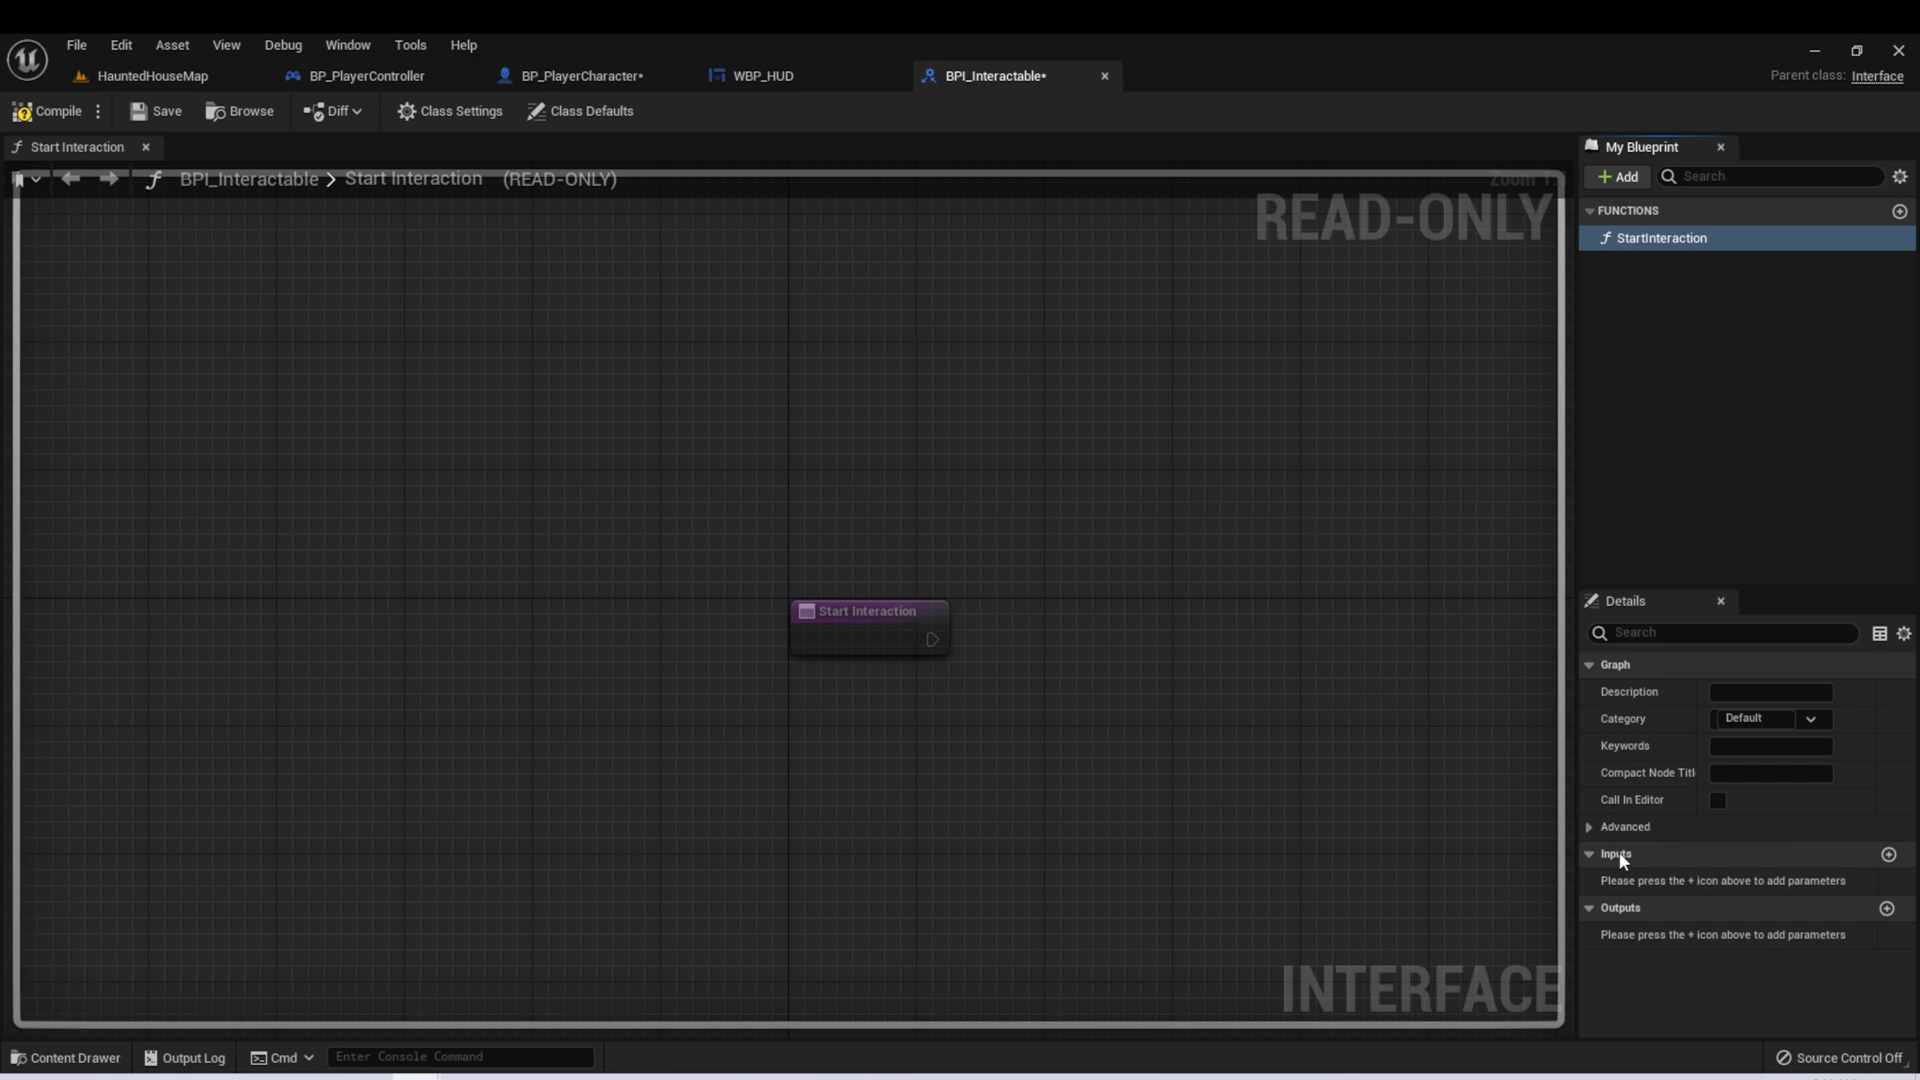 File Edit Asset View Debug Window Tools Help
HauntedHouseMap BP_PlayerController BP_PlayerCharacter* WBP_HUD BPI_Interactable*
Parent class: Interface
Compile Save Browse Diff Class Settings Class Defaults
Start Interaction
BPI_Interactable > Start Interaction (READ-ONLY)
READ-ONLY
Start Interaction
INTERFACE
My Blueprint
Add Search
FUNCTIONS
StartInteraction
Details
Search
Graph
Description
Category Default
Keywords
Compact Node Titl
Call In Editor
Advanced
Inputs
Please press the + icon above to add parameters
Outputs
Please press the + icon above to add parameters
Content Drawer Output Log Cmd Enter Console Command Source Control Off